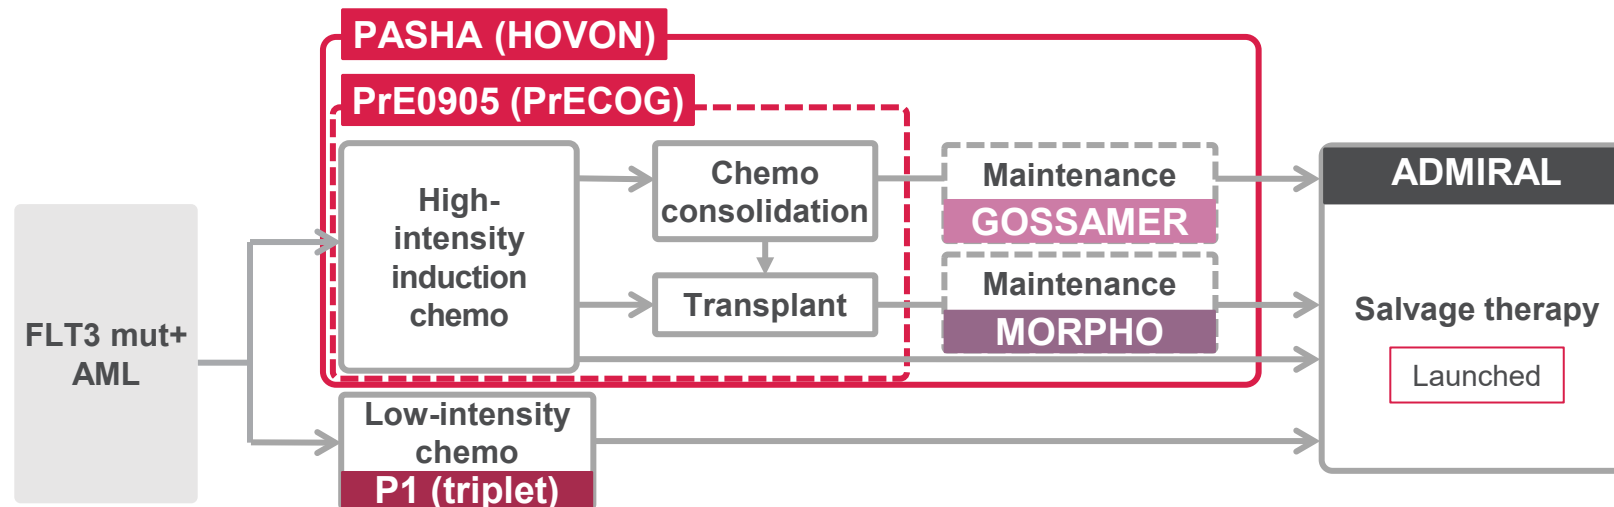 PASHA (HOVON)
PrE0905 (PrECOG)
FLT3 mut+
AML
High-
intensity
induction
chemo
Chemo
consolidation
Transplant
Maintenance
GOSSAMER
Maintenance
MORPHO
Low-intensity
chemo
P1 (triplet)
ADMIRAL
Salvage therapy
Launched